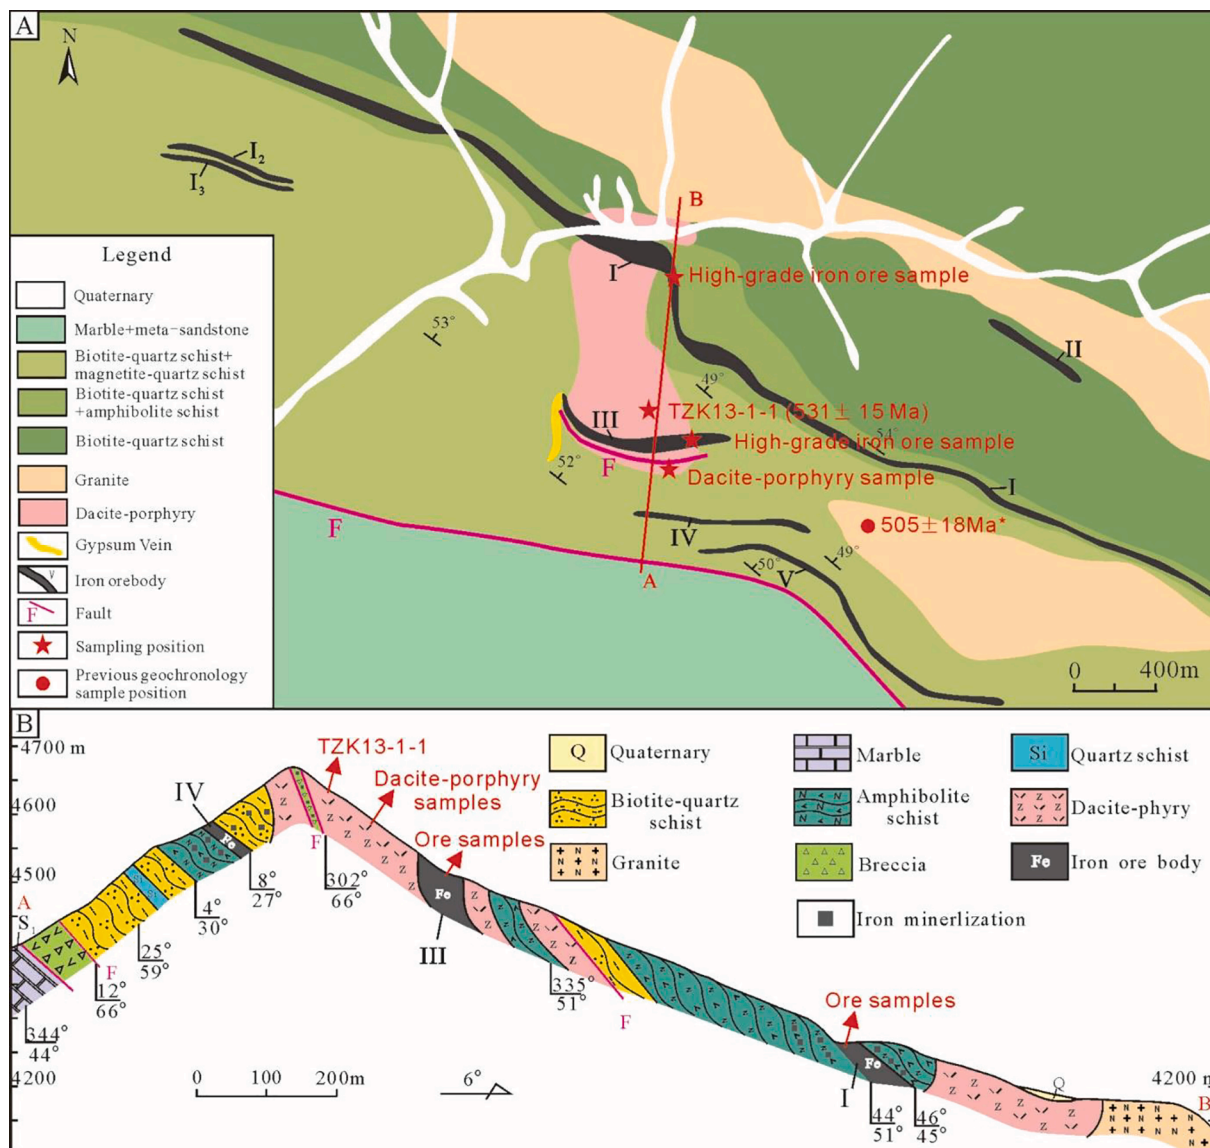 A
N
I₂
I₃
B
I
High-grade iron ore sample
53°
II
49°
TZK13-1-1 (531± 15 Ma)
III
High-grade iron ore sample
54°
F
52°
Dacite-porphyry sample
I
F
IV
505±18Ma*
49°
50°
V
A
0 400m
Legend
Quaternary
Marble+meta-sandstone
Biotite-quartz schist+
magnetite-quartz schist
Biotite-quartz schist
+amphibolite schist
Biotite-quartz schist
Granite
Dacite-porphyry
Gypsum Vein
V
Iron orebody
F
Fault
Sampling position
Previous geochronology
sample position
B
4700 m
4600
4500
4200
TZK13-1-1
Dacite-porphyry
samples
Ore samples
IV
Fe
F
8°
27°
302°
66°
4°
30°
Si
25°
59°
A
S₁
F
12°
66°
344°
44°
Fe
III
335°
51°
F
Ore samples
Fe
I
44°
51°
46°
45°
Q
4200 m
B
0 100 200m
6°
Q
Quaternary
Biotite-quartz
schist
Granite
Marble
Amphibolite
schist
Breccia
Si
Quartz schist
Dacite-phyry
Fe
Iron ore body
Iron minerlization